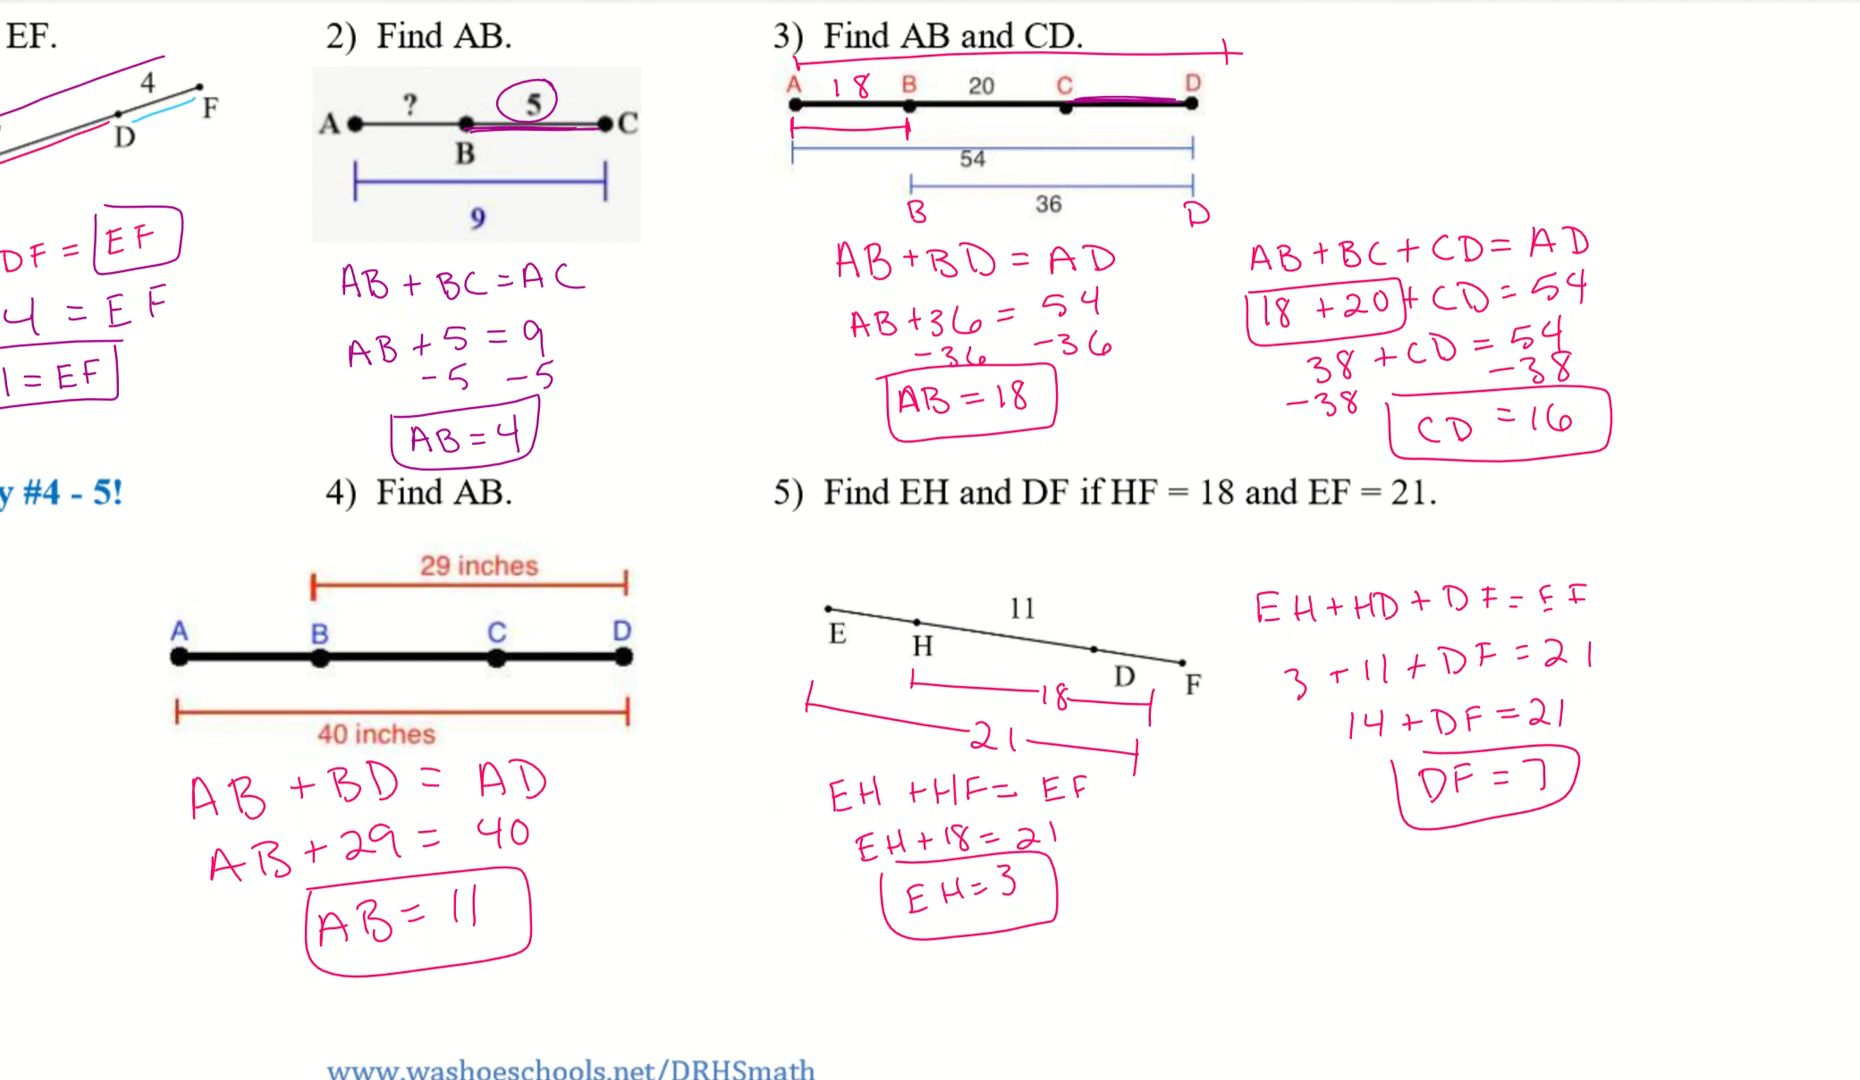 EF.
4
F
D
DF = EF
4 = EF
1 = EF
2) Find AB.
? 5
A C
B
9
AB + BC = AC
AB + 5 = 9
-5 -5
AB = 4
3) Find AB and CD.
A 18 B 20 C D
54
36
B D
AB + BD = AD
AB + 36 = 54
-36 -36
AB = 18
AB + BC + CD = AD
18 + 20 + CD = 54
38 + CD = 54
-38
-38
CD = 16
y #4 - 5!
4) Find AB.
29 inches
A B C D
40 inches
AB + BD = AD
AB + 29 = 40
AB = 11
5) Find EH and DF if HF = 18 and EF = 21.
11
E H D F
18
21
EH + HF = EF
EH + 18 = 21
EH = 3
EH + HD + DF = EF
3 + 11 + DF = 21
14 + DF = 21
DF = 7
www.washoeschools.net/DRHSmath